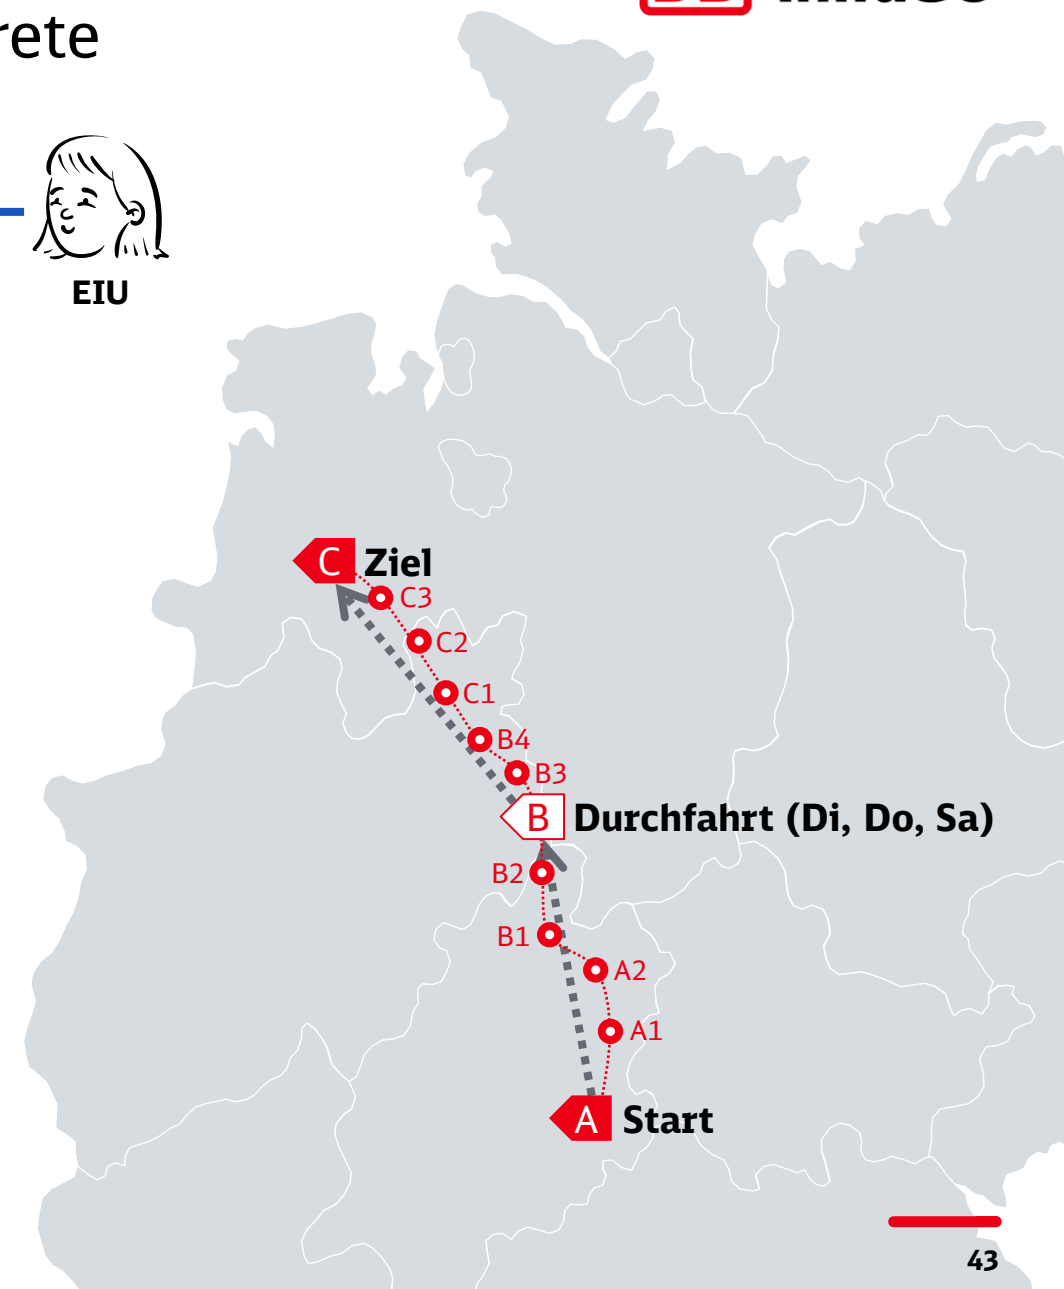 rete
EIU
C Ziel
C3
C2
C1
B4
B3
B Durchfahrt (Di, Do, Sa)
B2
B1
A2
A1
A Start
43